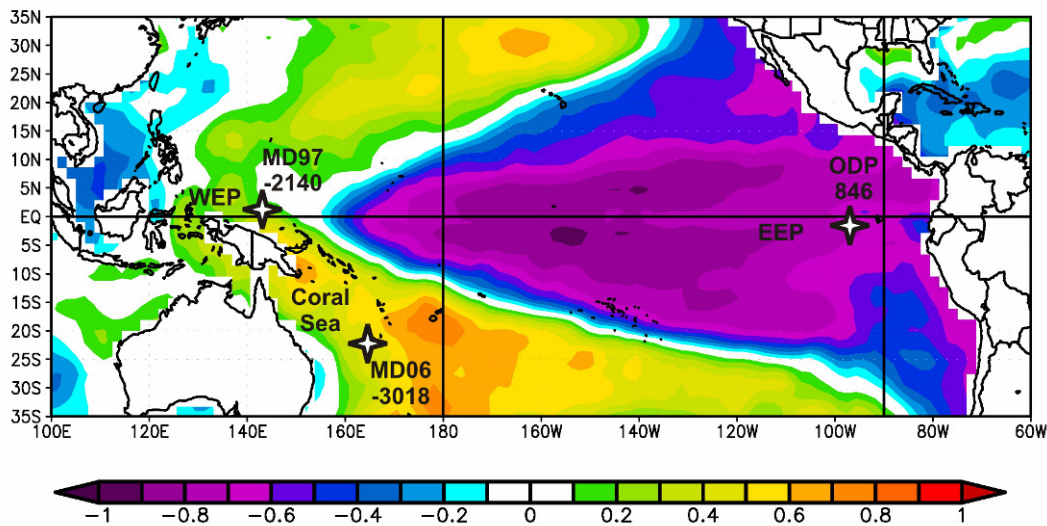 35N
30N
25N
20N
15N
10N
5N
EQ
5S
10S
15S
20S
25S
30S
35S
MD97
-2140
WEP
ODP
846
EEP
Coral
Sea
MD06
-3018
100E 120E 140E 160E 180 160W 140W 120W 100W 80W 60W
−1 −0.8 −0.6 −0.4 −0.2 0 0.2 0.4 0.6 0.8 1